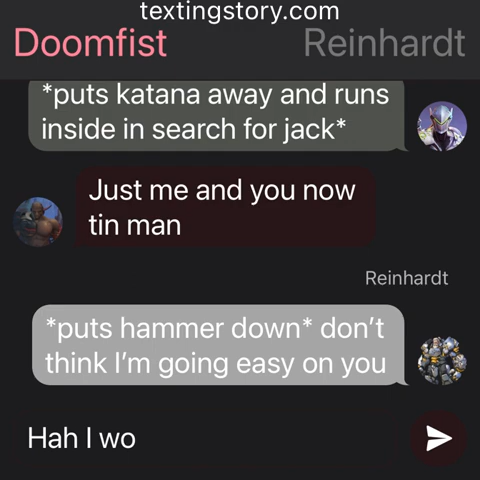 textingstory.com
Doomfist Reinhardt
*puts katana away and runs
inside in search for jack*
Just me and you now
tin man
Reinhardt
*puts hammer down* don't
think I'm going easy on you
Hah I wo